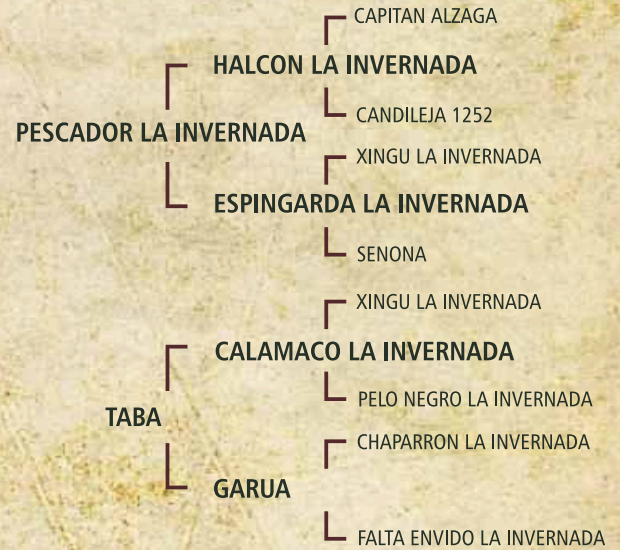 CAPITAN ALZAGA
HALCON LA INVERNADA
CANDILEJA 1252
PESCADOR LA INVERNADA
XINGU LA INVERNADA
ESPINGARDA LA INVERNADA
SENONA
XINGU LA INVERNADA
CALAMACO LA INVERNADA
PELO NEGRO LA INVERNADA
TABA
CHAPARRON LA INVERNADA
GARUA
FALTA ENVIDO LA INVERNADA